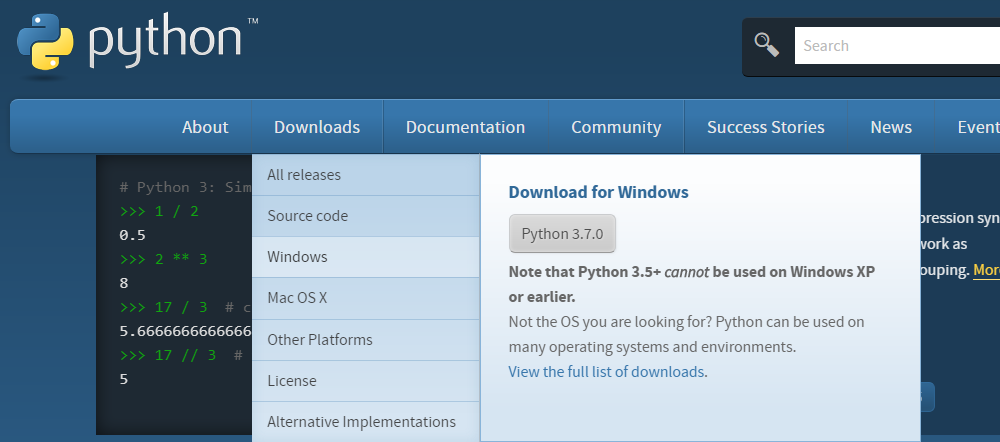 python™
Search
About Downloads Documentation Community Success Stories News Event
# Python 3: Sim
>>> 1 / 2
0.5
>>> 2 ** 3
8
>>> 17 / 3 # c
5.6666666666666
>>> 17 // 3 #
5
All releases
Source code
Windows
Mac OS X
Other Platforms
License
Alternative Implementations
Download for Windows
Python 3.7.0
Note that Python 3.5+ cannot be used on Windows XP
or earlier.
Not the OS you are looking for? Python can be used on
many operating systems and environments.
View the full list of downloads.
pression syn
work as
ouping. More